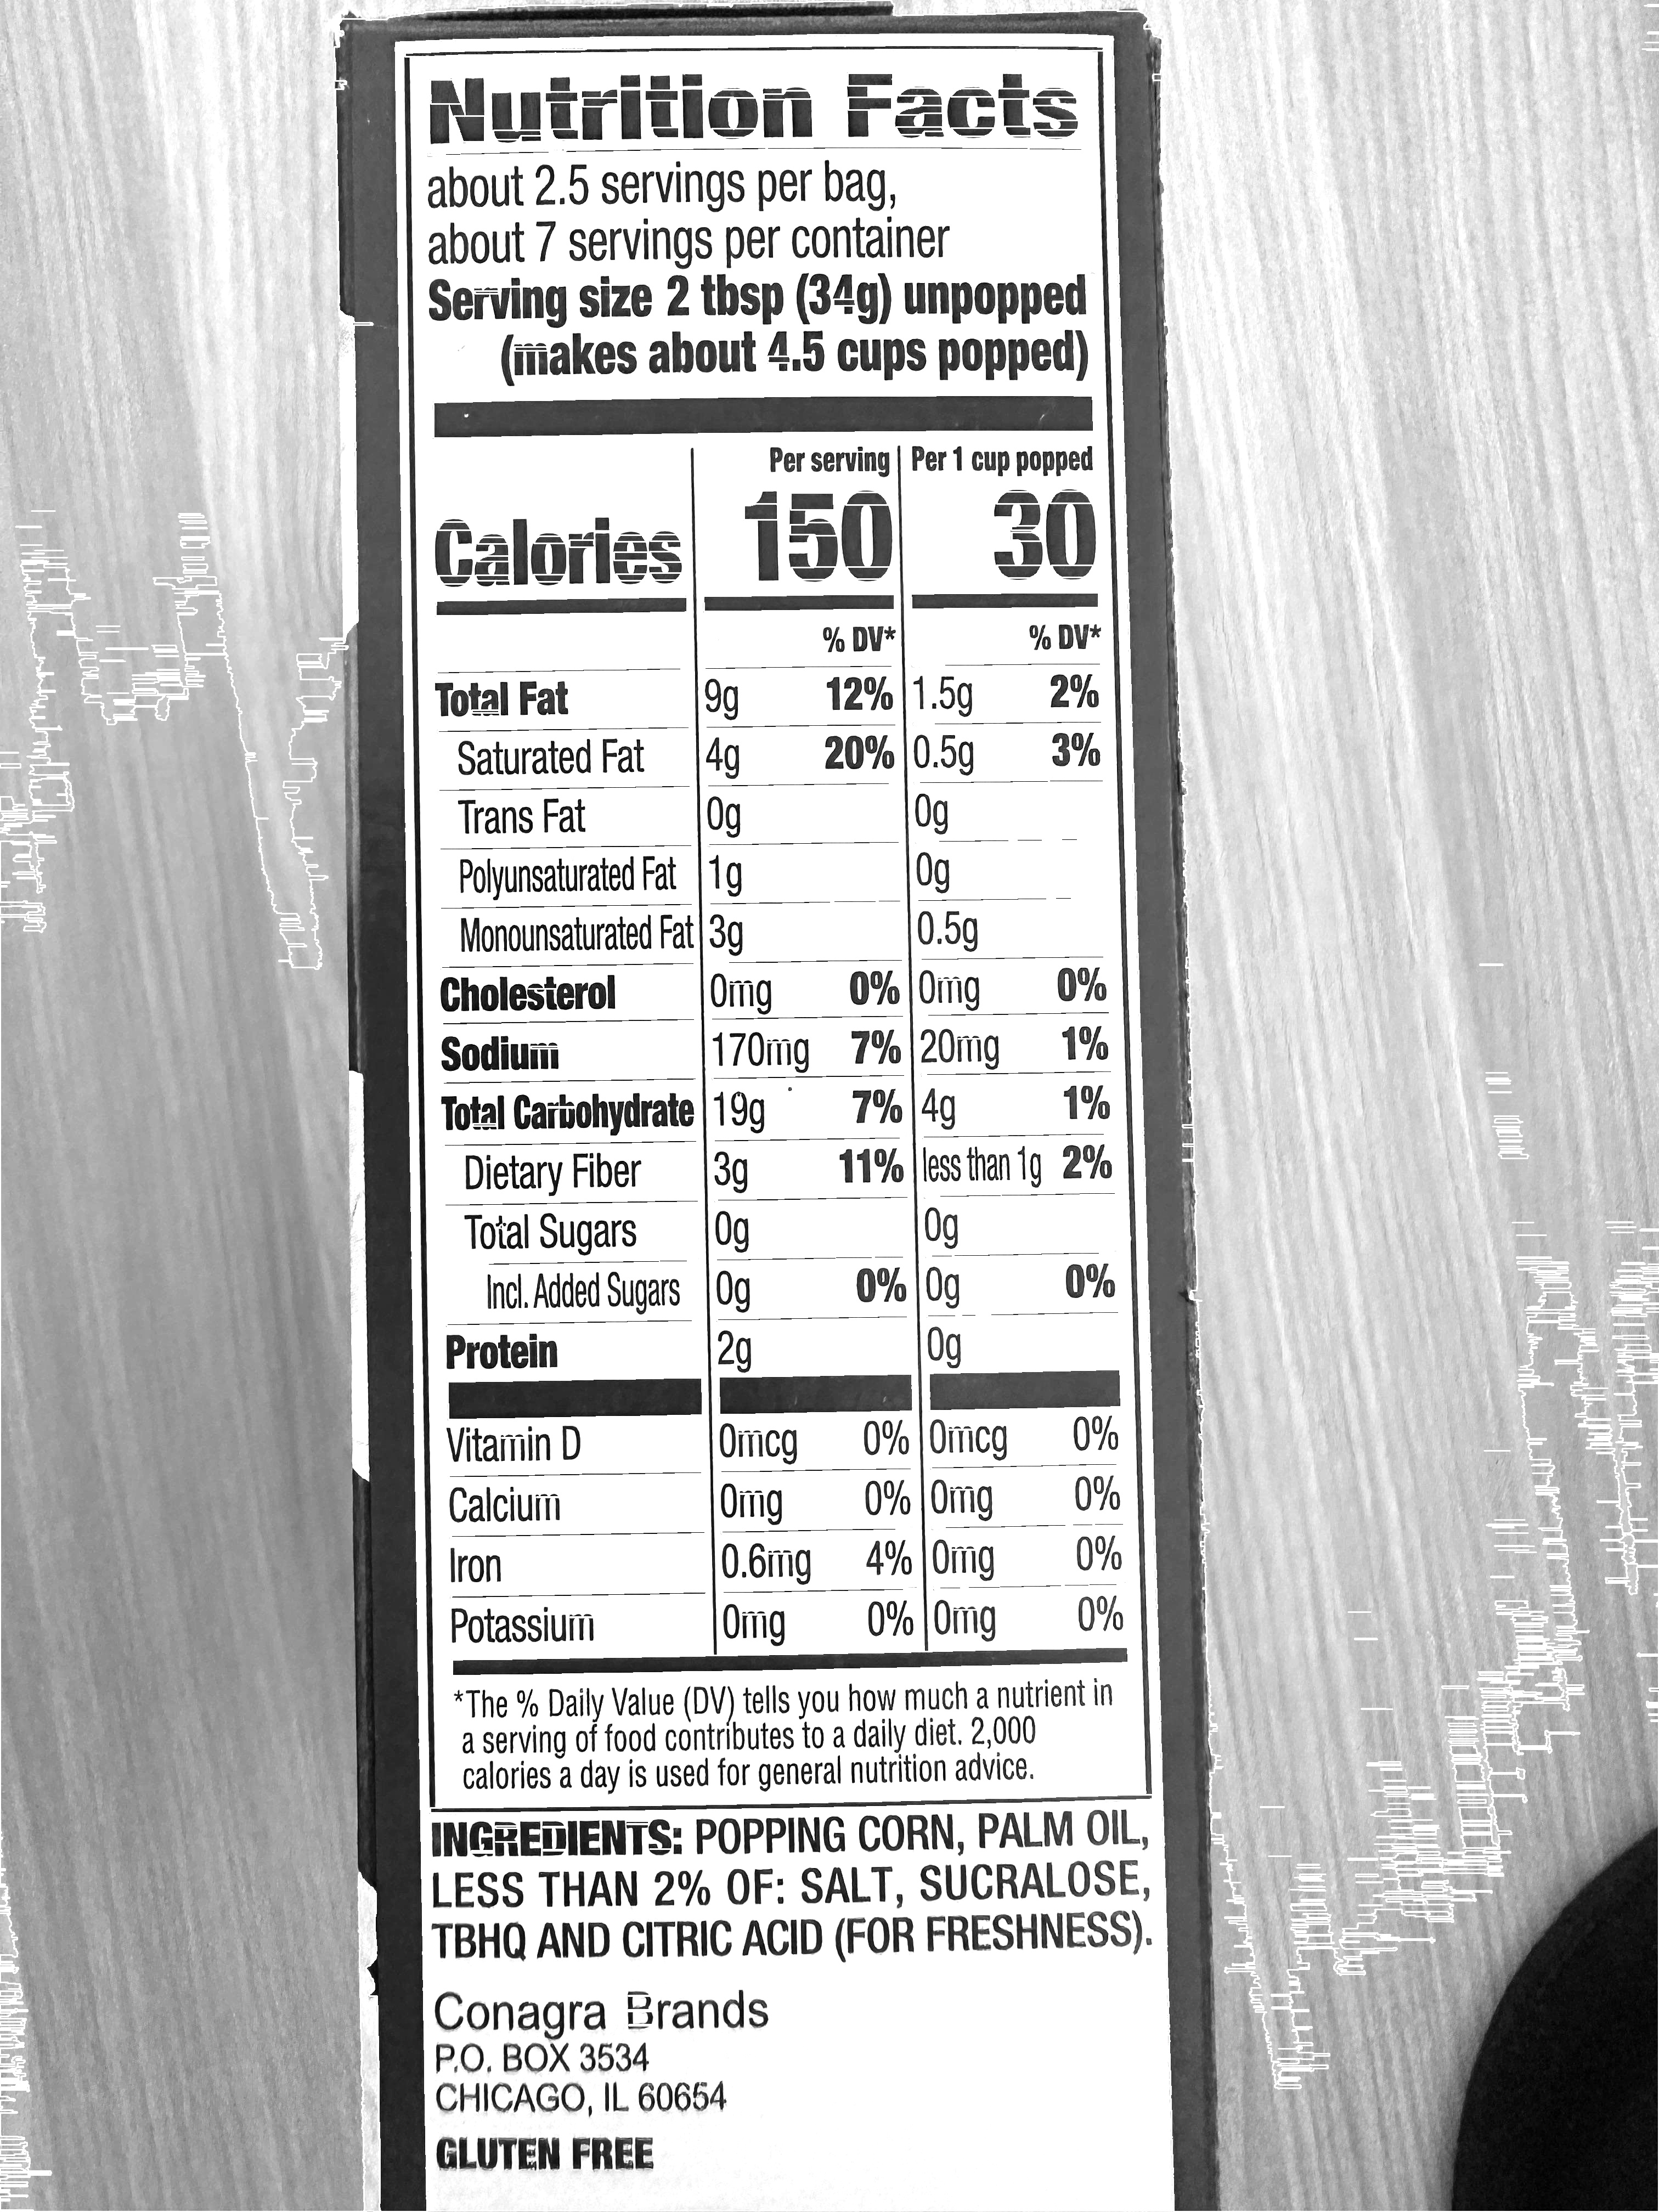 Nutrition Facts
about 2.5 servings per bag,
about 7 servings per container
Serving size 2 tbsp (34g) unpopped
(makes about 4.5 cups popped)
Per serving Per 1 cup popped
Calories 150 30
% DV* % DV*
Total Fat 9g 12% 1.5g 2%
Saturated Fat 4g 20% 0.5g 3%
Trans Fat 0g 0g
Polyunsaturated Fat 1g 0g
Monounsaturated Fat 3g 0.5g
Cholesterol 0mg 0% 0mg 0%
Sodium 170mg 7% 20mg 1%
Total Carbohydrate 19g 7% 4g 1%
Dietary Fiber 3g 11% less than 1g 2%
Total Sugars 0g 0g
Incl. Added Sugars 0g 0% 0g 0%
Protein 2g 0g
Vitamin D 0mcg 0% 0mcg 0%
Calcium 0mg 0% 0mg 0%
Iron 0.6mg 4% 0mg 0%
Potassium 0mg 0% 0mg 0%
*The % Daily Value (DV) tells you how much a nutrient in
a serving of food contributes to a daily diet. 2,000
calories a day is used for general nutrition advice.
INGREDIENTS: POPPING CORN, PALM OIL,
LESS THAN 2% OF: SALT, SUCRALOSE,
TBHQ AND CITRIC ACID (FOR FRESHNESS).
Conagra Brands
P.O. BOX 3534
CHICAGO, IL 60654
GLUTEN FREE